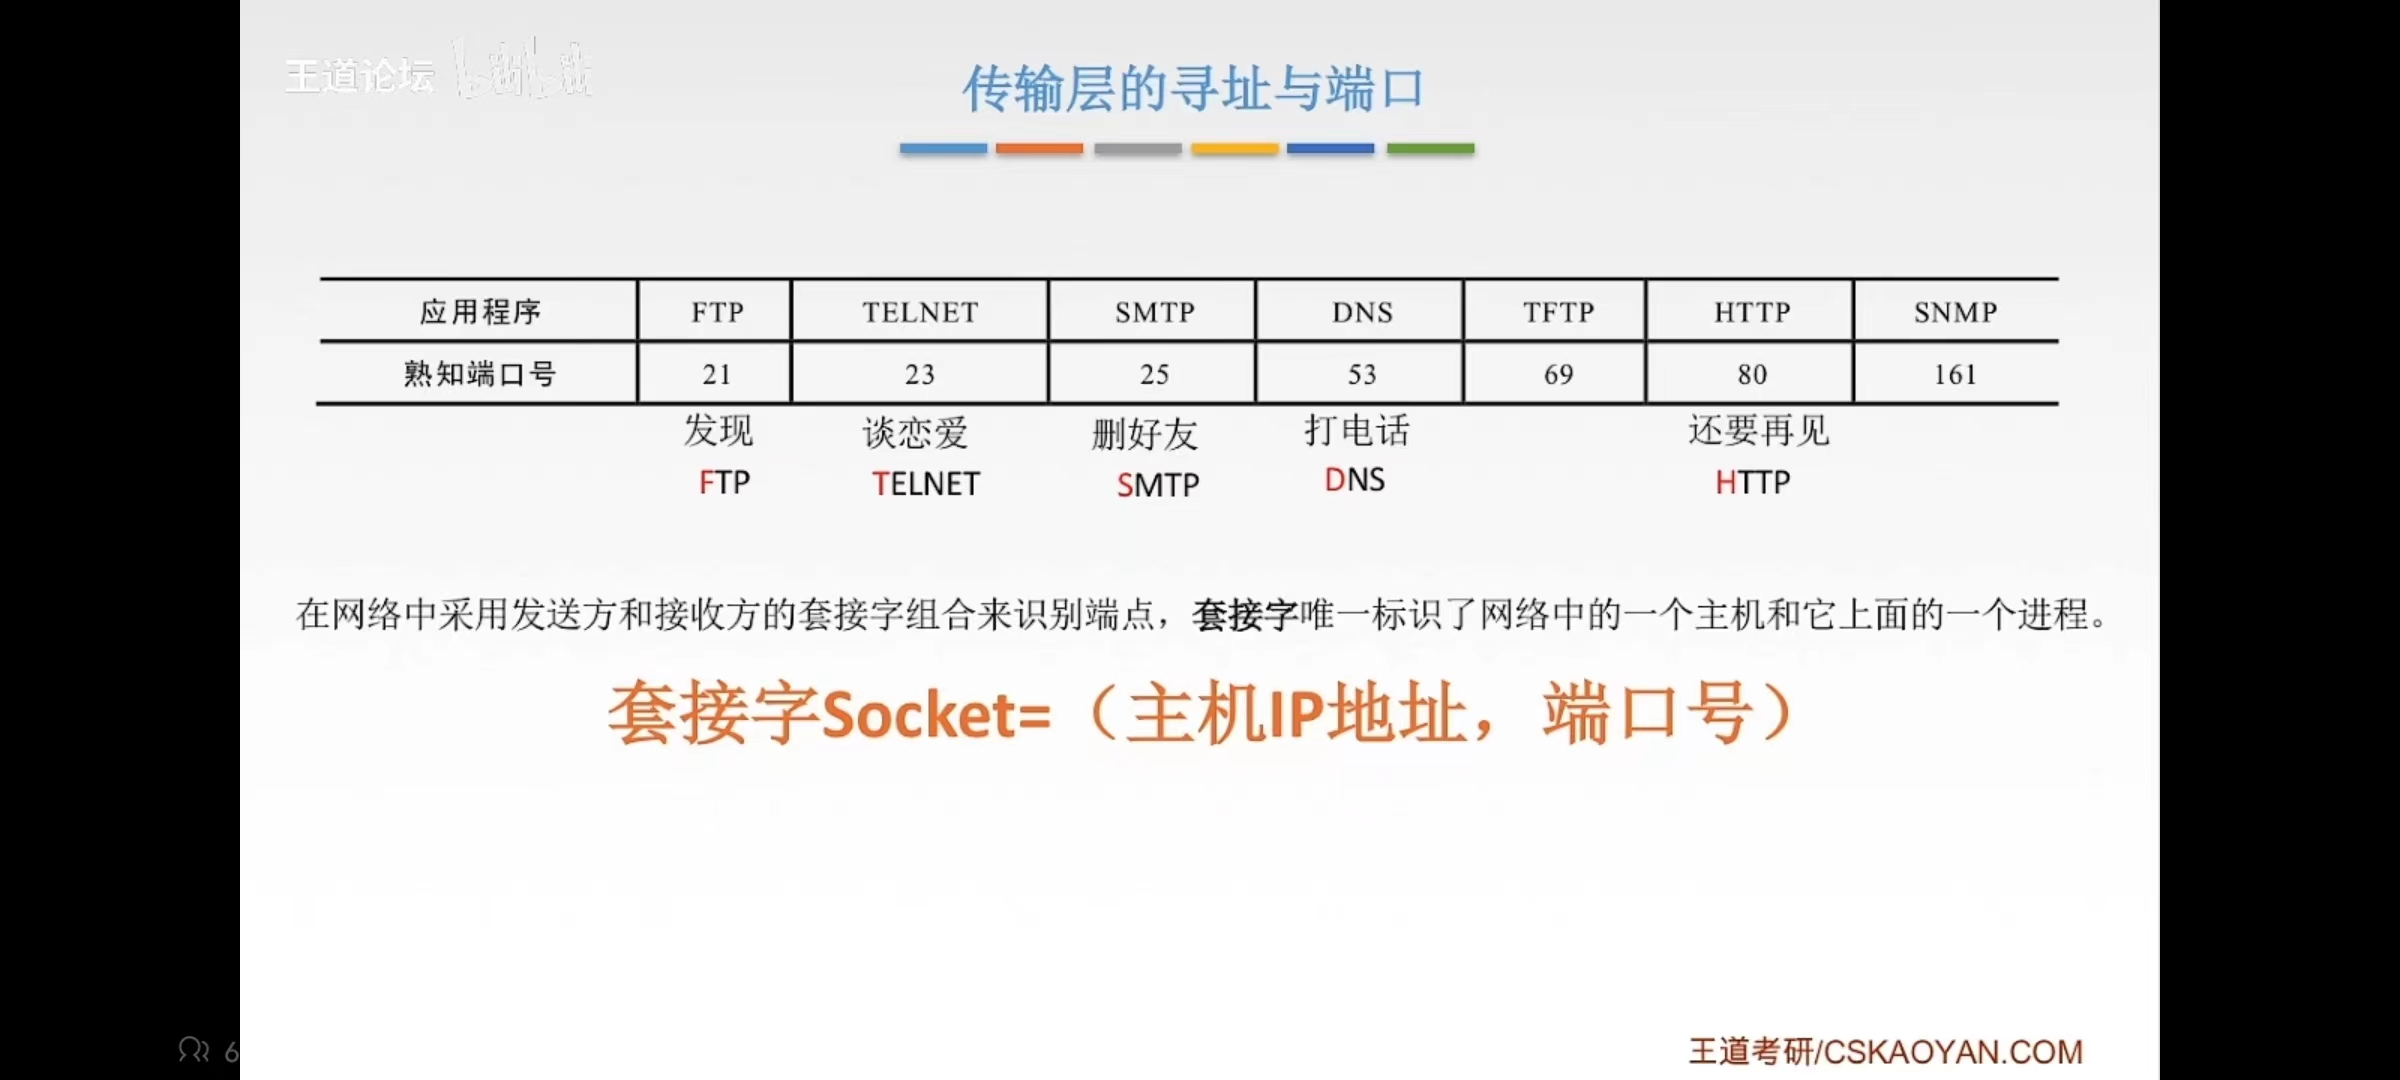 王道论坛 bilibili
传输层的寻址与端口
应用程序 FTP TELNET SMTP DNS TFTP HTTP SNMP
熟知端口号 21 23 25 53 69 80 161
发现 谈恋爱 删好友 打电话 还要再见
FTP TELNET SMTP DNS HTTP
在网络中采用发送方和接收方的套接字组合来识别端点，套接字唯一标识了网络中的一个主机和它上面的一个进程。
套接字Socket=（主机IP地址，端口号）
6
王道考研/CSKAOYAN.COM